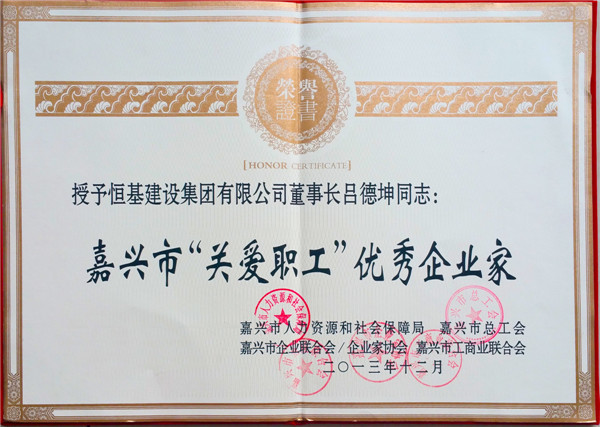 榮譽
證書
[HONOR CERTIFICATE]
授予恒基建设集团有限公司董事长吕德坤同志：
嘉兴市“关爱职工”优秀企业家
嘉兴市人力资源和社会保障局 嘉兴市总工会
嘉兴市企业联合会/企业家协会 嘉兴市工商业联合会
二〇一三年十二月